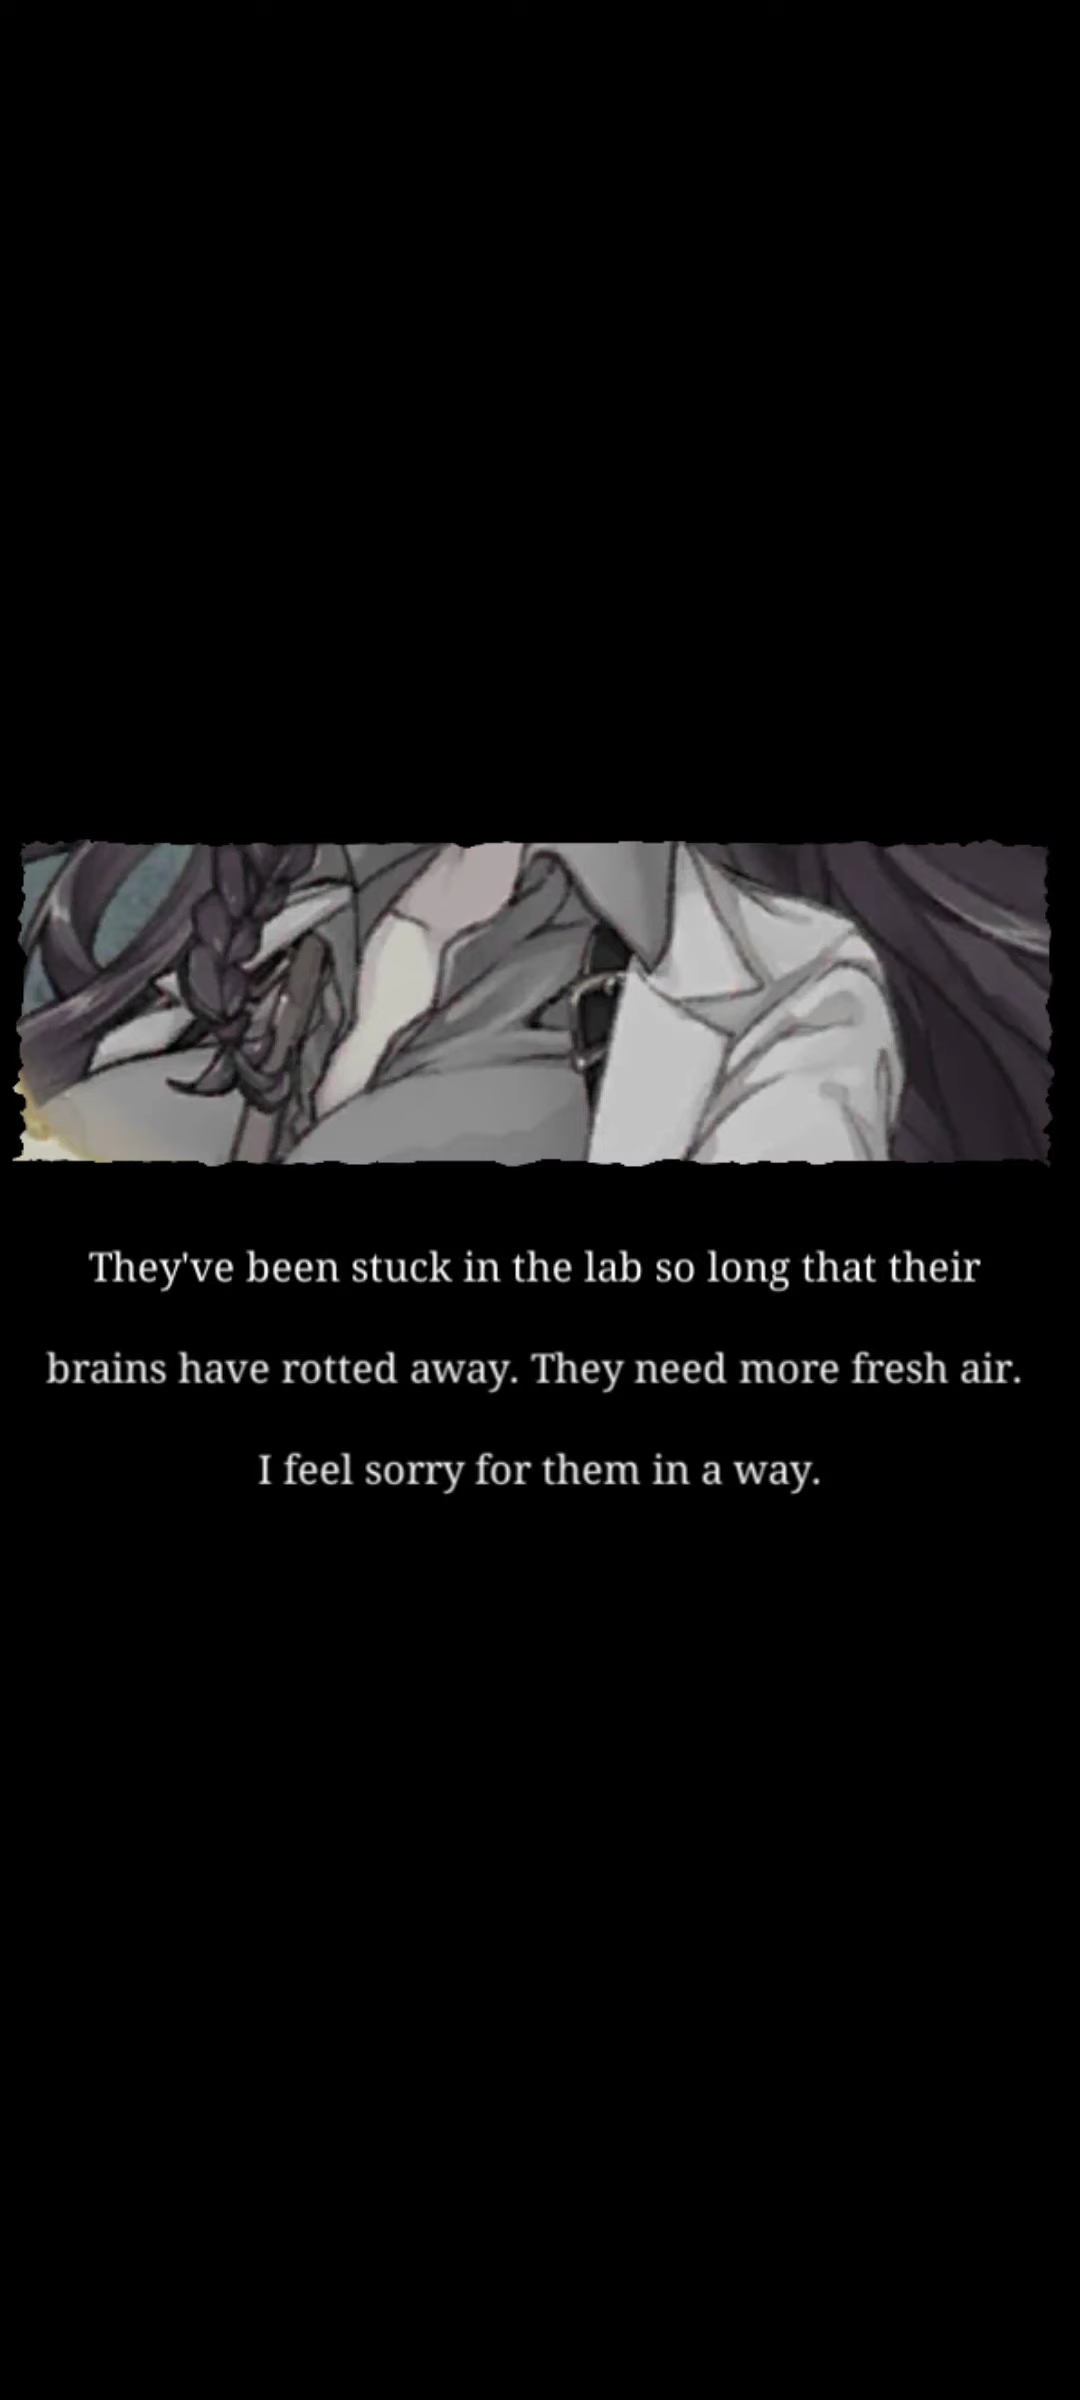 They've been stuck in the lab so long that their
brains have rotted away. They need more fresh air.
I feel sorry for them in a way.